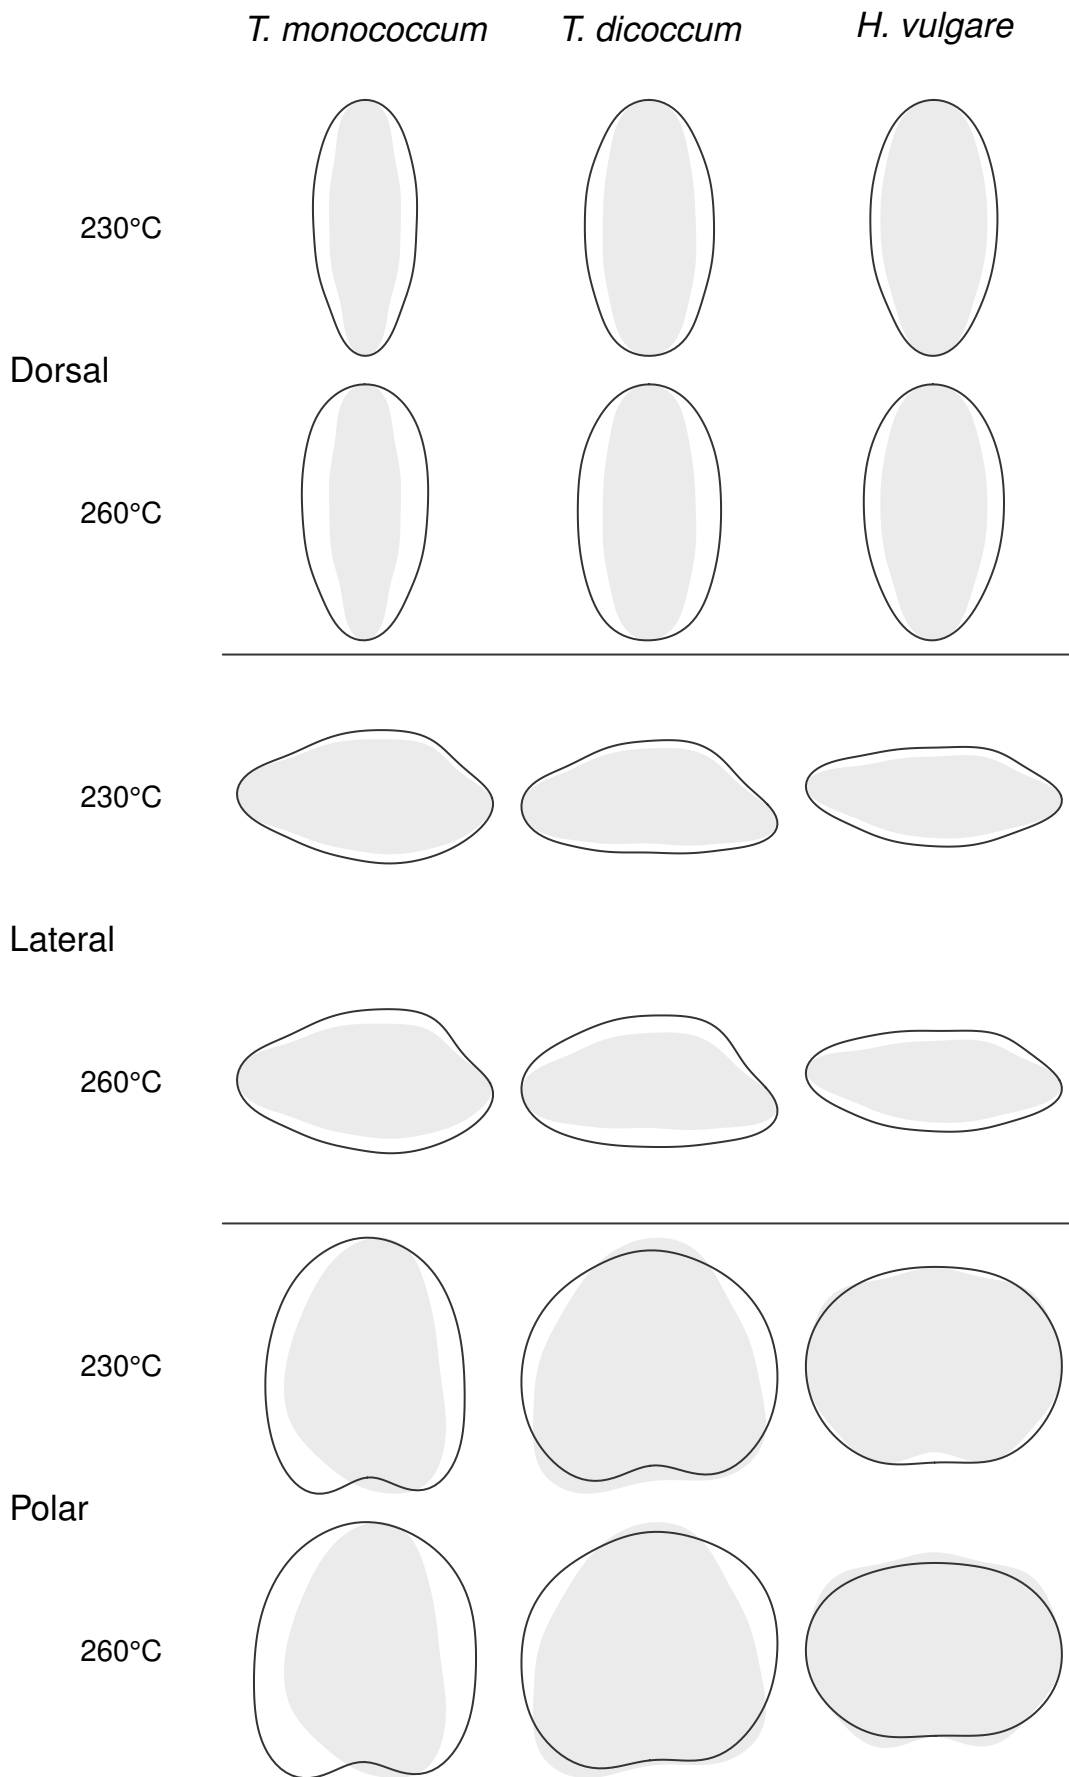 T. monococcum T. dicoccum H. vulgare
230°C
Dorsal
260°C
230°C
Lateral
260°C
230°C
Polar
260°C